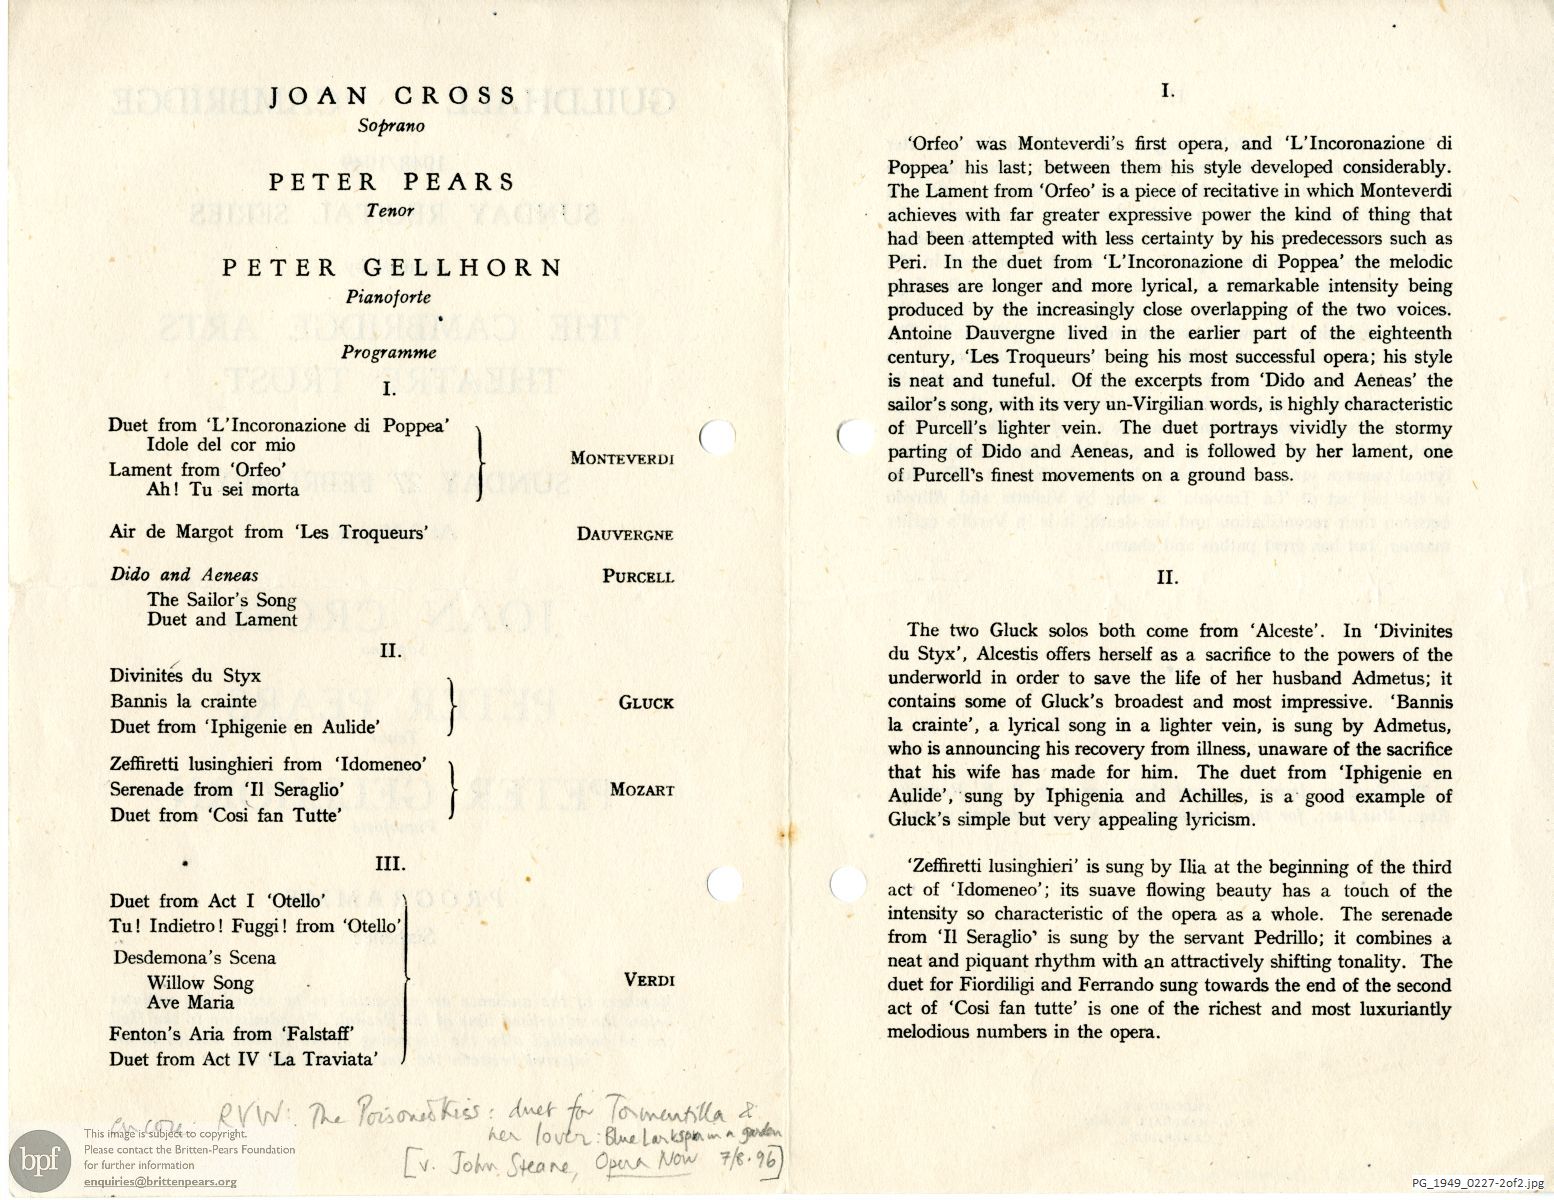 JOAN CROSS
Soprano
PETER PEARS
Tenor
PETER GELLHORN
Pianoforte
Programme
I.
Duet from ‘L’Incoronazione di Poppea’
Idole del cor mio
Lament from ‘Orfeo’
Ah! Tu sei morta
MONTEVERDI
Air de Margot from ‘Les Troqueurs’ DAUVERGNE
Dido and Aeneas PURCELL
The Sailor’s Song
Duet and Lament
II.
Divinités du Styx
Bannis la crainte
Duet from ‘Iphigenie en Aulide’
GLUCK
Zeffiretti lusinghieri from ‘Idomeneo’
Serenade from ‘Il Seraglio’
Duet from ‘Cosi fan Tutte’
MOZART
III.
Duet from Act I ‘Otello’
Tu! Indietro! Fuggi! from ‘Otello’
Desdemona’s Scena
Willow Song
Ave Maria
Fenton’s Aria from ‘Falstaff’
Duet from Act IV ‘La Traviata’
VERDI
encore: RVW: The Poisoned Kiss: duet for Tormentilla &
her lover: Blue Larkspur in a garden
[v. John Steane, Opera Now 7/8.96]
bpf
This image is subject to copyright.
Please contact the Britten-Pears Foundation
for further information
enquiries@brittenpears.org
I.
‘Orfeo’ was Monteverdi’s first opera, and ‘L’Incoronazione di
Poppea’ his last; between them his style developed considerably.
The Lament from ‘Orfeo’ is a piece of recitative in which Monteverdi
achieves with far greater expressive power the kind of thing that
had been attempted with less certainty by his predecessors such as
Peri. In the duet from ‘L’Incoronazione di Poppea’ the melodic
phrases are longer and more lyrical, a remarkable intensity being
produced by the increasingly close overlapping of the two voices.
Antoine Dauvergne lived in the earlier part of the eighteenth
century, ‘Les Troqueurs’ being his most successful opera; his style
is neat and tuneful. Of the excerpts from ‘Dido and Aeneas’ the
sailor’s song, with its very un-Virgilian words, is highly characteristic
of Purcell’s lighter vein. The duet portrays vividly the stormy
parting of Dido and Aeneas, and is followed by her lament, one
of Purcell’s finest movements on a ground bass.
II.
The two Gluck solos both come from ‘Alceste’. In ‘Divinites
du Styx’, Alcestis offers herself as a sacrifice to the powers of the
underworld in order to save the life of her husband Admetus; it
contains some of Gluck’s broadest and most impressive. ‘Bannis
la crainte’, a lyrical song in a lighter vein, is sung by Admetus,
who is announcing his recovery from illness, unaware of the sacrifice
that his wife has made for him. The duet from ‘Iphigenie en
Aulide’, sung by Iphigenia and Achilles, is a good example of
Gluck’s simple but very appealing lyricism.
‘Zeffiretti lusinghieri’ is sung by Ilia at the beginning of the third
act of ‘Idomeneo’; its suave flowing beauty has a touch of the
intensity so characteristic of the opera as a whole. The serenade
from ‘Il Seraglio’ is sung by the servant Pedrillo; it combines a
neat and piquant rhythm with an attractively shifting tonality. The
duet for Fiordiligi and Ferrando sung towards the end of the second
act of ‘Cosi fan tutte’ is one of the richest and most luxuriantly
melodious numbers in the opera.
PG_1949_0227-2of2.jpg